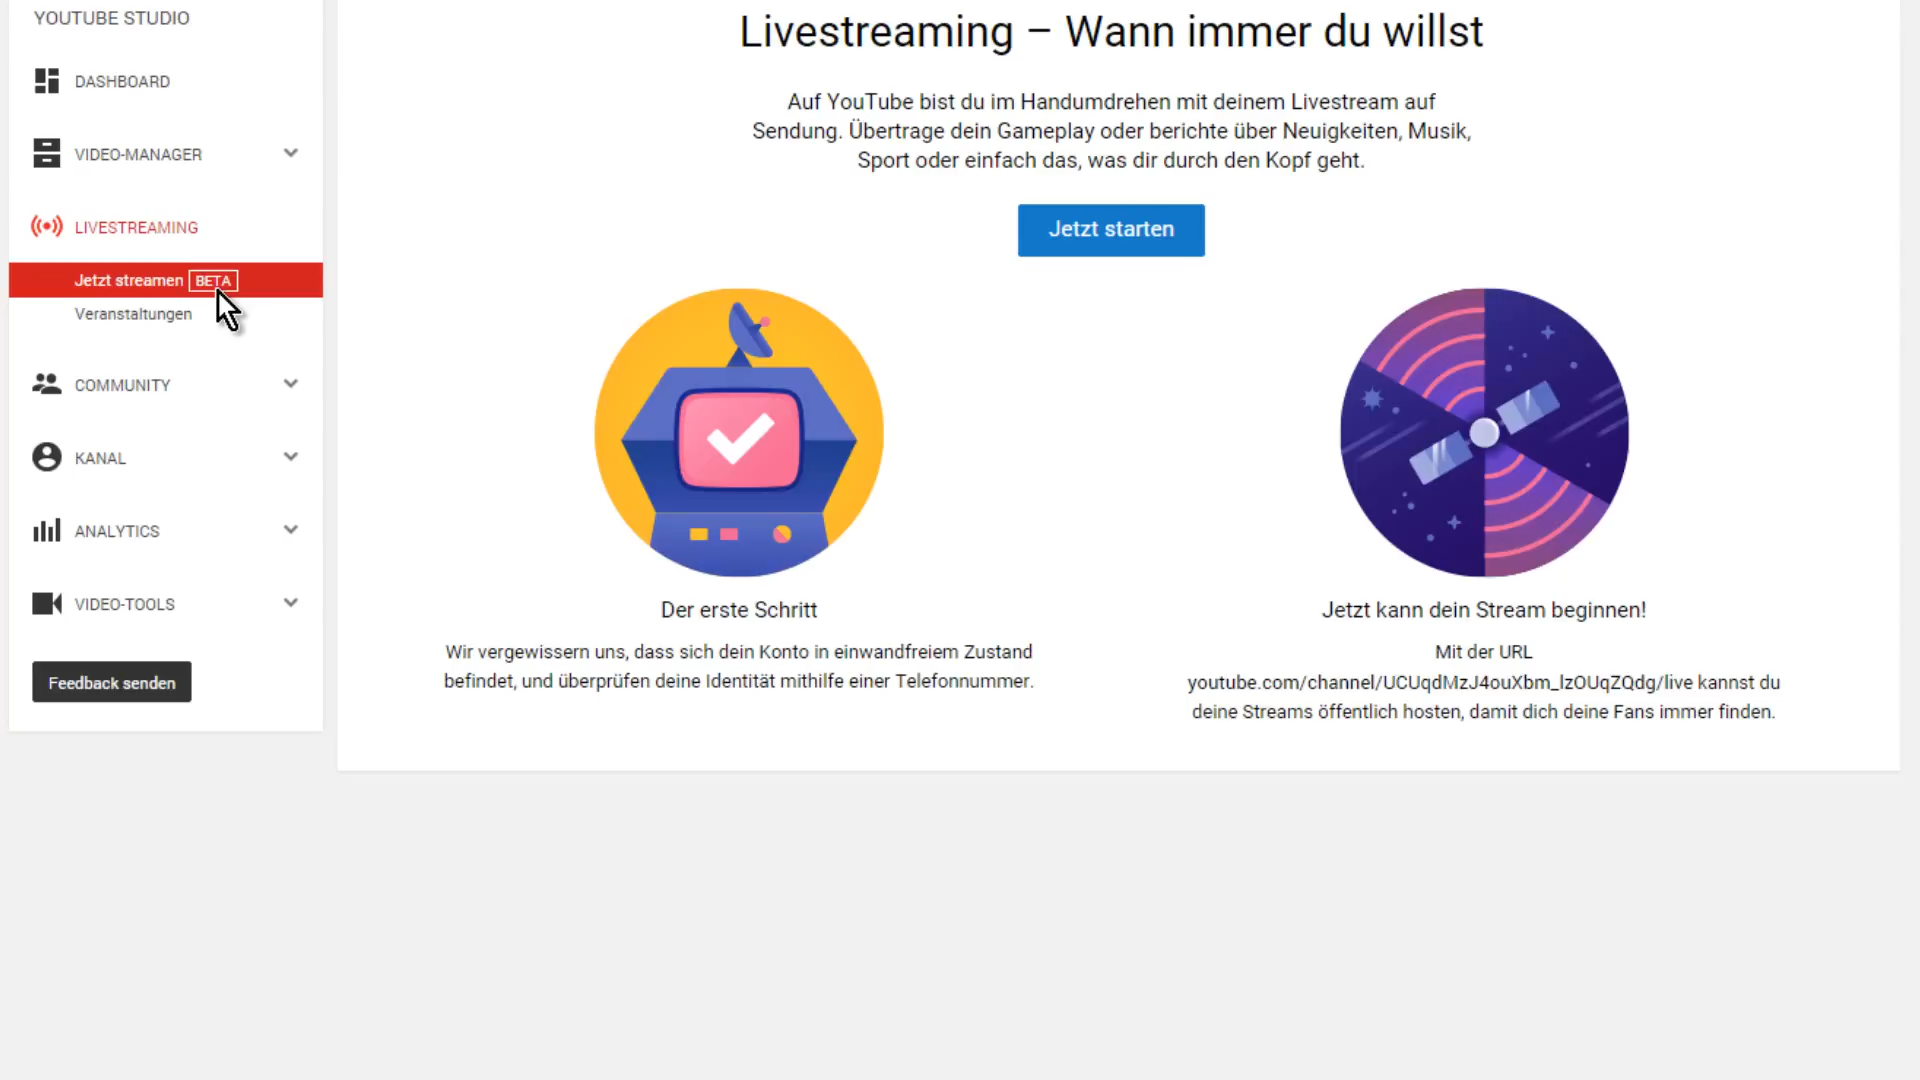 YOUTUBE STUDIO
DASHBOARD
VIDEO-MANAGER
LIVESTREAMING
Jetzt streamen BETA
Veranstaltungen
COMMUNITY
KANAL
ANALYTICS
VIDEO-TOOLS
Feedback senden
Livestreaming – Wann immer du willst
Auf YouTube bist du im Handumdrehen mit deinem Livestream auf
Sendung. Übertrage dein Gameplay oder berichte über Neuigkeiten, Musik,
Sport oder einfach das, was dir durch den Kopf geht.
Jetzt starten
Der erste Schritt
Wir vergewissern uns, dass sich dein Konto in einwandfreiem Zustand
befindet, und überprüfen deine Identität mithilfe einer Telefonnummer.
Jetzt kann dein Stream beginnen!
Mit der URL
youtube.com/channel/UCUqdMzJ4ouXbm_lzOUqZQdg/live kannst du
deine Streams öffentlich hosten, damit dich deine Fans immer finden.